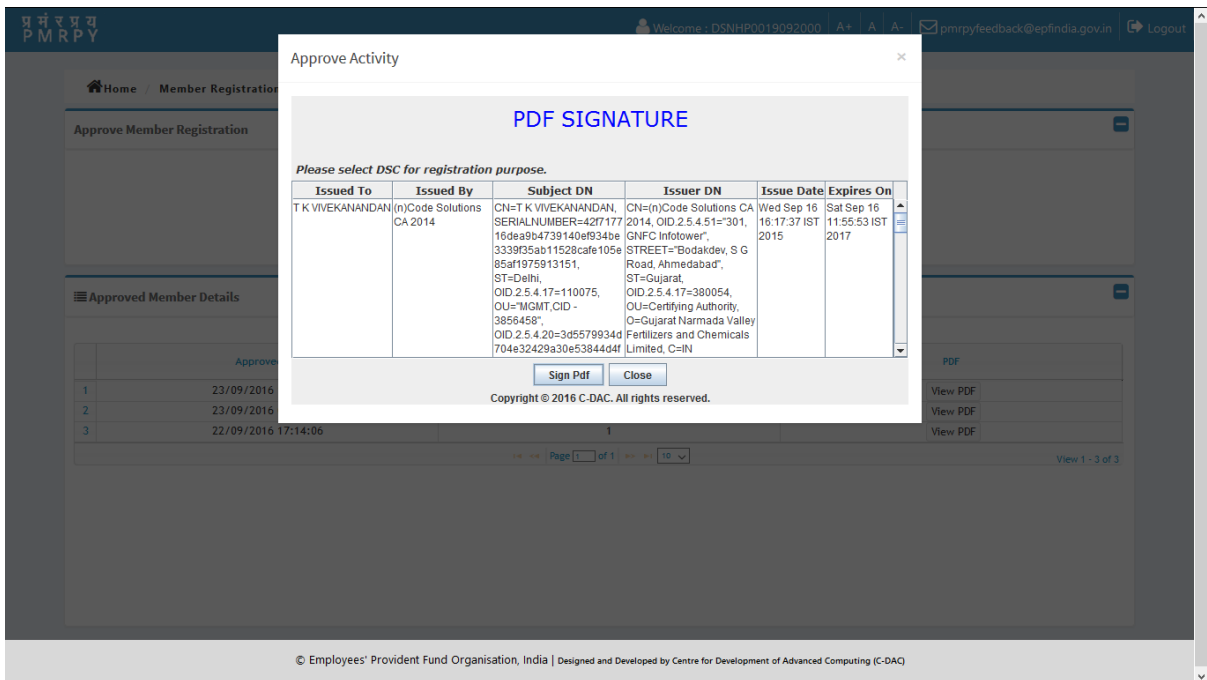 प्र मं र प्र य
PMRPY
Welcome : DSNHP0019092000 A+ A A- pmrpyfeedback@epfindia.gov.in Logout
Approve Activity ×
Home / Member Registration
PDF SIGNATURE
Approve Member Registration
Please select DSC for registration purpose.
Issued To Issued By Subject DN Issuer DN Issue Date Expires On
T K VIVEKANANDAN (n)Code Solutions CN=T K VIVEKANANDAN, CN=(n)Code Solutions CA Wed Sep 16 Sat Sep 16
CA 2014 SERIALNUMBER=42f7177 2014, OID.2.5.4.51="301, 16:17:37 IST 11:55:53 IST
16dea9b4739140ef934be GNFC Infotower", 2015 2017
3339f35ab11528cafe105e STREET="Bodakdev, S G
85af1975913151, Road, Ahmedabad",
ST=Delhi, ST=Gujarat,
OID.2.5.4.17=110075, OID.2.5.4.17=380054,
OU="MGMT,CID - OU=Certifying Authority,
3856458", O=Gujarat Narmada Valley
OID.2.5.4.20=3d5579934d Fertilizers and Chemicals
704e32429a30e53844d4f Limited, C=IN
Approved Member Details
Sign Pdf Close
Copyright © 2016 C-DAC. All rights reserved.
Approve PDF
1 23/09/2016 View PDF
2 23/09/2016 View PDF
3 22/09/2016 17:14:06 1 View PDF
Page 1 of 1 10 View 1 - 3 of 3
© Employees' Provident Fund Organisation, India | Designed and Developed by Centre for Development of Advanced Computing (C-DAC)